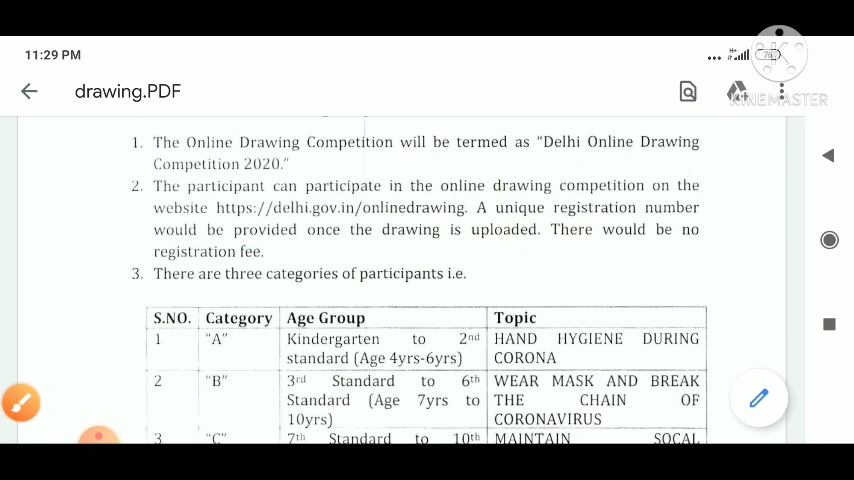 11:29 PM
76
drawing.PDF
KINEMASTER
1. The Online Drawing Competition will be termed as “Delhi Online Drawing
Competition 2020.”
2. The participant can participate in the online drawing competition on the
website https://delhi.gov.in/onlinedrawing. A unique registration number
would be provided once the drawing is uploaded. There would be no
registration fee.
3. There are three categories of participants i.e.
S.NO. Category Age Group Topic
1 “A” Kindergarten to 2nd HAND HYGIENE DURING
standard (Age 4yrs-6yrs) CORONA
2 “B” 3rd Standard to 6th WEAR MASK AND BREAK
Standard (Age 7yrs to THE CHAIN OF
10yrs) CORONAVIRUS
3 “C” 7th Standard to 10th MAINTAIN SOCAL